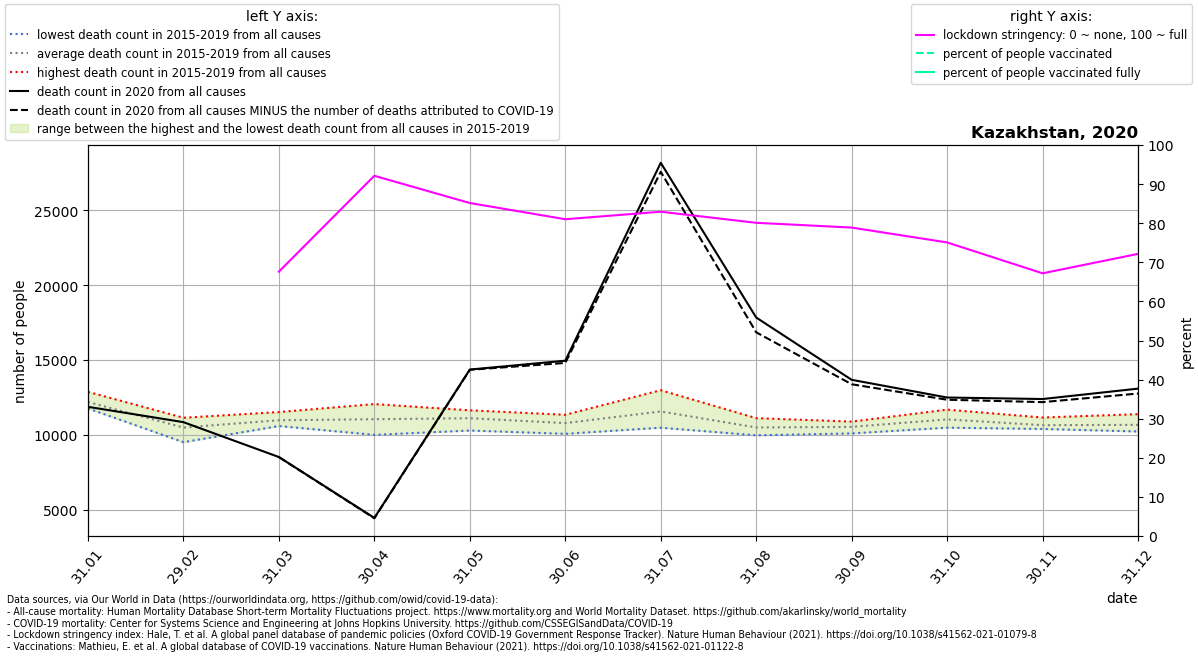 left Y axis:
lowest death count in 2015-2019 from all causes
average death count in 2015-2019 from all causes
highest death count in 2015-2019 from all causes
death count in 2020 from all causes
death count in 2020 from all causes MINUS the number of deaths attributed to COVID-19
range between the highest and the lowest death count from all causes in 2015-2019
right Y axis:
lockdown stringency: 0 ~ none, 100 ~ full
percent of people vaccinated
percent of people vaccinated fully
Kazakhstan, 2020
number of people
25000
20000
15000
10000
5000
100
90
80
70
60
50
40
30
20
10
0
percent
31.01
29.02
31.03
30.04
31.05
30.06
31.07
31.08
30.09
31.10
30.11
31.12
date
Data sources, via Our World in Data (https://ourworldindata.org, https://github.com/owid/covid-19-data):
- All-cause mortality: Human Mortality Database Short-term Mortality Fluctuations project. https://www.mortality.org and World Mortality Dataset. https://github.com/akarlinsky/world_mortality
- COVID-19 mortality: Center for Systems Science and Engineering at Johns Hopkins University. https://github.com/CSSEGISandData/COVID-19
- Lockdown stringency index: Hale, T. et al. A global panel database of pandemic policies (Oxford COVID-19 Government Response Tracker). Nature Human Behaviour (2021). https://doi.org/10.1038/s41562-021-01079-8
- Vaccinations: Mathieu, E. et al. A global database of COVID-19 vaccinations. Nature Human Behaviour (2021). https://doi.org/10.1038/s41562-021-01122-8